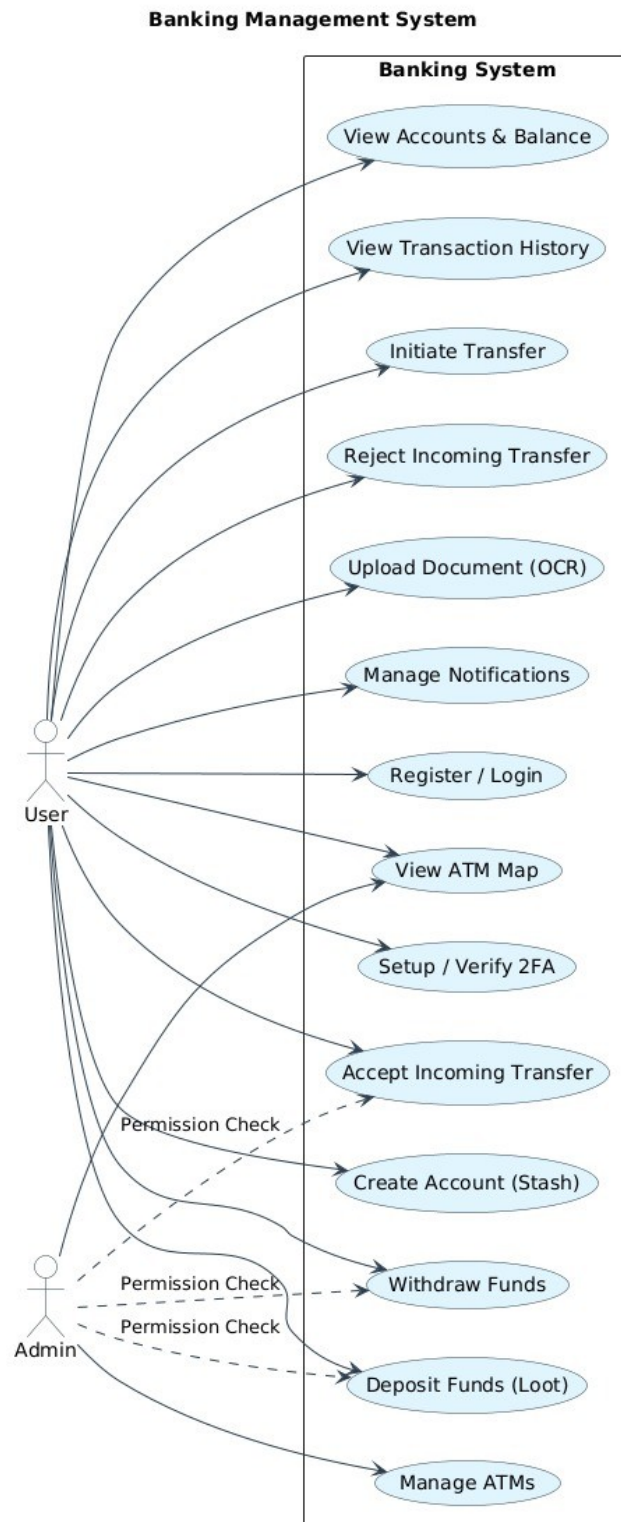 Banking Management System
Banking System
View Accounts & Balance
View Transaction History
Initiate Transfer
Reject Incoming Transfer
Upload Document (OCR)
Manage Notifications
Register / Login
User
View ATM Map
Setup / Verify 2FA
Accept Incoming Transfer
Permission Check
Create Account (Stash)
Permission Check
Withdraw Funds
Permission Check
Admin
Deposit Funds (Loot)
Manage ATMs